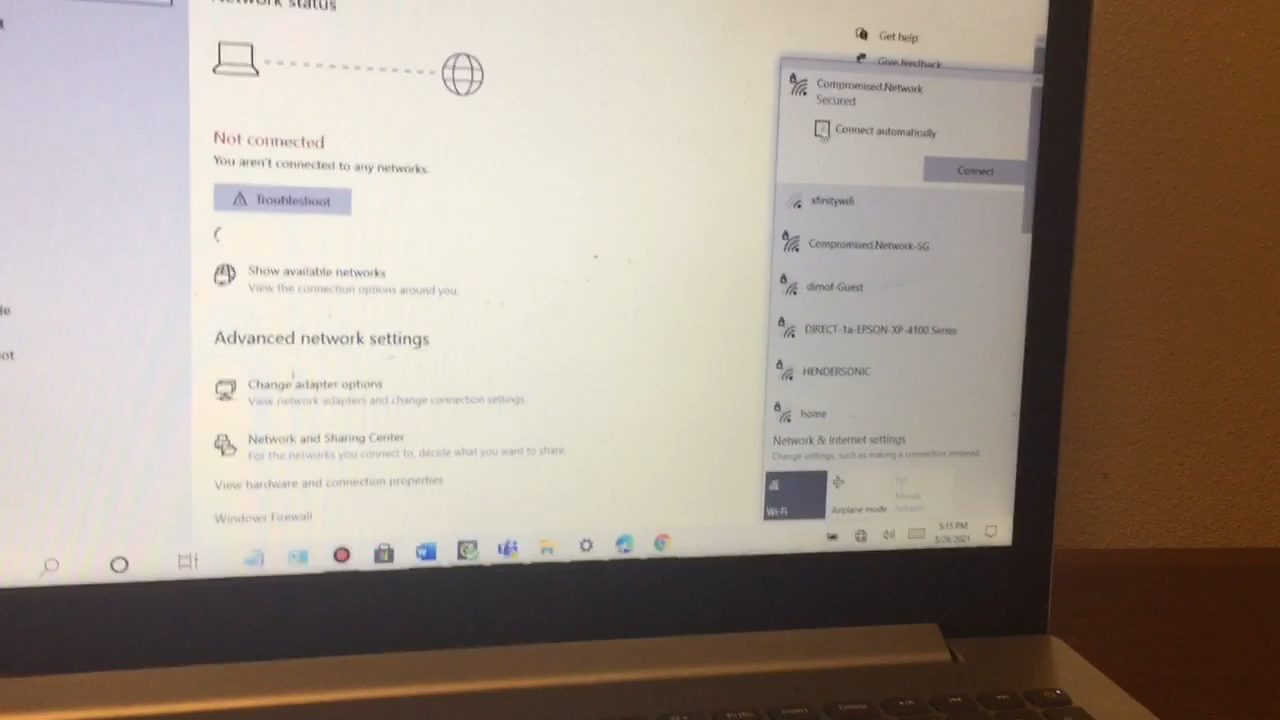 Network status
Not connected
You aren't connected to any networks.
Troubleshoot
Show available networks
View the connection options around you.
Advanced network settings
Change adapter options
View network adapters and change connection settings.
Network and Sharing Center
For the networks you connect to, decide what you want to share.
View hardware and connection properties
Windows Firewall
Get help
Give feedback
Compromised.Network
Secured
Connect automatically
Connect
xfinitywifi
Compromised.Network-5G
dimof-Guest
DIRECT-1a-EPSON-XP-4100 Series
HENDERSONIC
home
Network & Internet settings
Change settings, such as making a connection metered.
Wi-Fi
Airplane mode
Mobile
hotspot
5:15 PM
5/26/2021
Insert